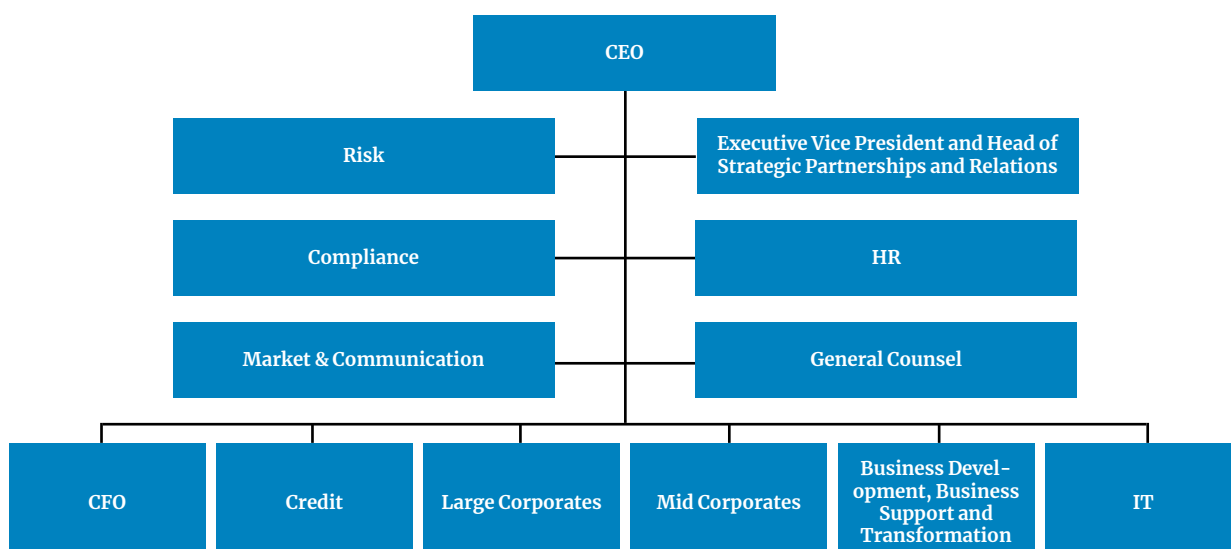 CEO
Risk
Executive Vice President and Head of
Strategic Partnerships and Relations
Compliance
HR
Market & Communication
General Counsel
CFO
Credit
Large Corporates
Mid Corporates
Business Devel-
opment, Business
Support and
Transformation
IT